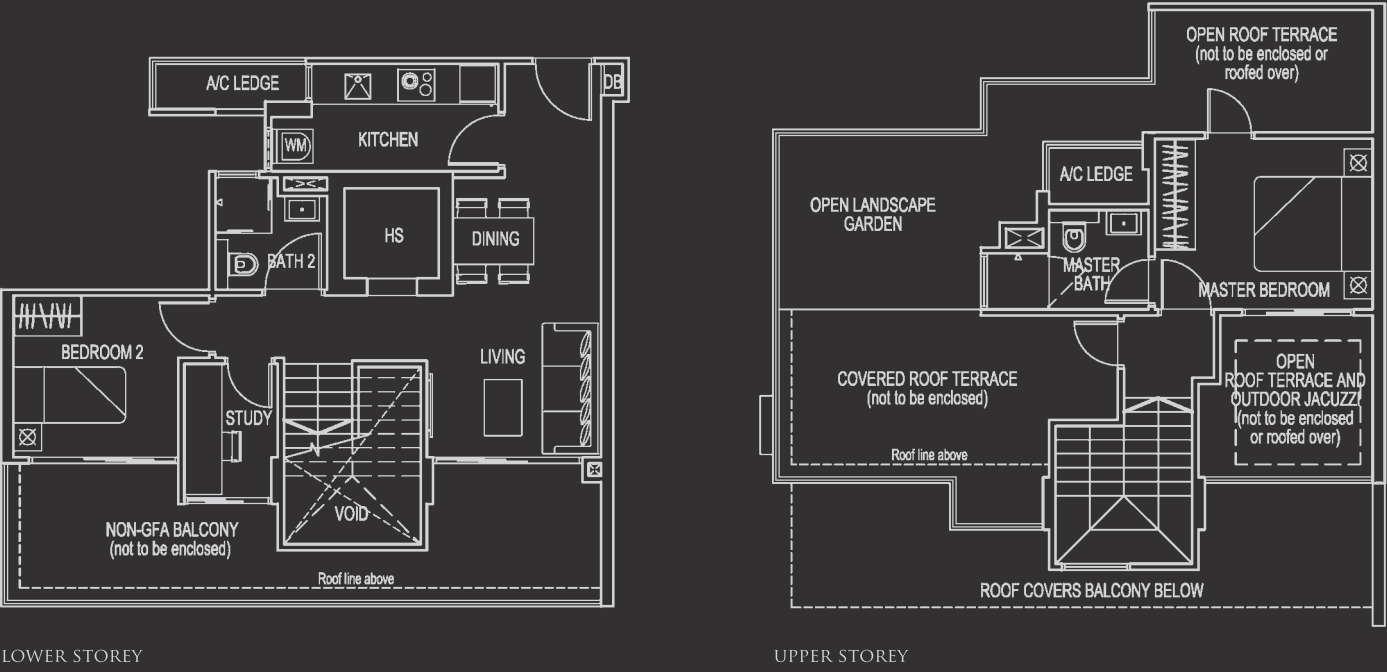 A/C LEDGE
DB
KITCHEN
WM
HS
DINING
BATH 2
BEDROOM 2
LIVING
STUDY
VOID
NON-GFA BALCONY
(not to be enclosed)
Roof line above
LOWER STOREY
OPEN ROOF TERRACE
(not to be enclosed or
roofed over)
A/C LEDGE
OPEN LANDSCAPE
GARDEN
MASTER
BATH
MASTER BEDROOM
COVERED ROOF TERRACE
(not to be enclosed)
Roof line above
OPEN
ROOF TERRACE AND
OUTDOOR JACUZZI
(not to be enclosed
or roofed over)
ROOF COVERS BALCONY BELOW
UPPER STOREY